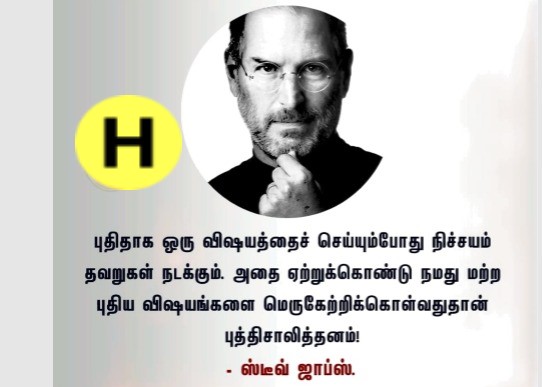 H
புதிதாக ஒரு விஷயத்தைச் செய்யும்போது நிச்சயம்
தவறுகள் நடக்கும். அதை ஏற்றுக்கொண்டு நமது மற்ற
புதிய விஷயங்களை மெருகேற்றிக்கொள்வதுதான்
புத்திசாலித்தனம்!
- ஸ்டீவ் ஜாப்ஸ்.